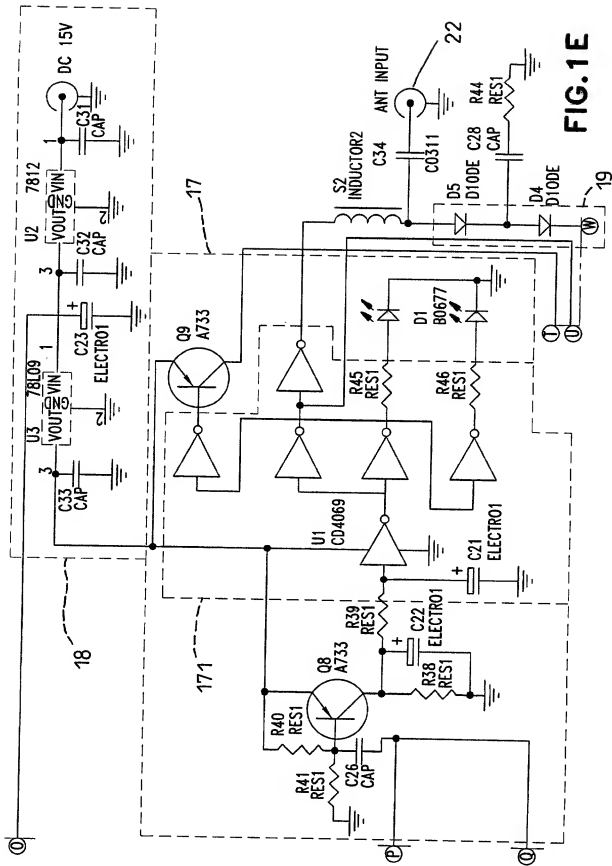 DC 15V
1
C31
CAP
7812
VIN
GND
VOUT
2
U2
3
C32
CAP
+
C23
ELECTRO1
1
78L09
VIN
GND
VOUT
2
U3
3
C33
CAP
18
O
17
Q9
A733
ANT INPUT
22
C34
C0311
S2
INDUCTOR2
R44
RES1
C28
CAP
D5
D1ODE
D4
D1ODE
19
W
T
U
D1
B0677
R45
RES1
R46
RES1
U1
CD4069
+
C21
ELECTRO1
171
R39
RES1
+
C22
ELECTRO1
Q8
A733
R38
RES1
R40
RES1
R41
RES1
C26
CAP
P
Q
FIG.1E